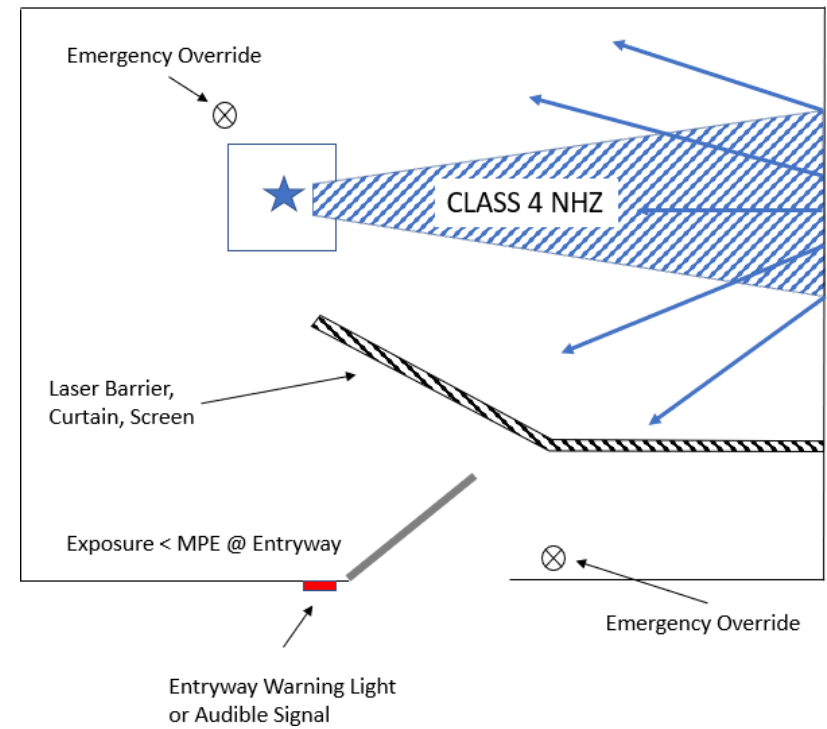 Emergency Override
CLASS 4 NHZ
Laser Barrier,
Curtain, Screen
Exposure < MPE @ Entryway
Emergency Override
Entryway Warning Light
or Audible Signal